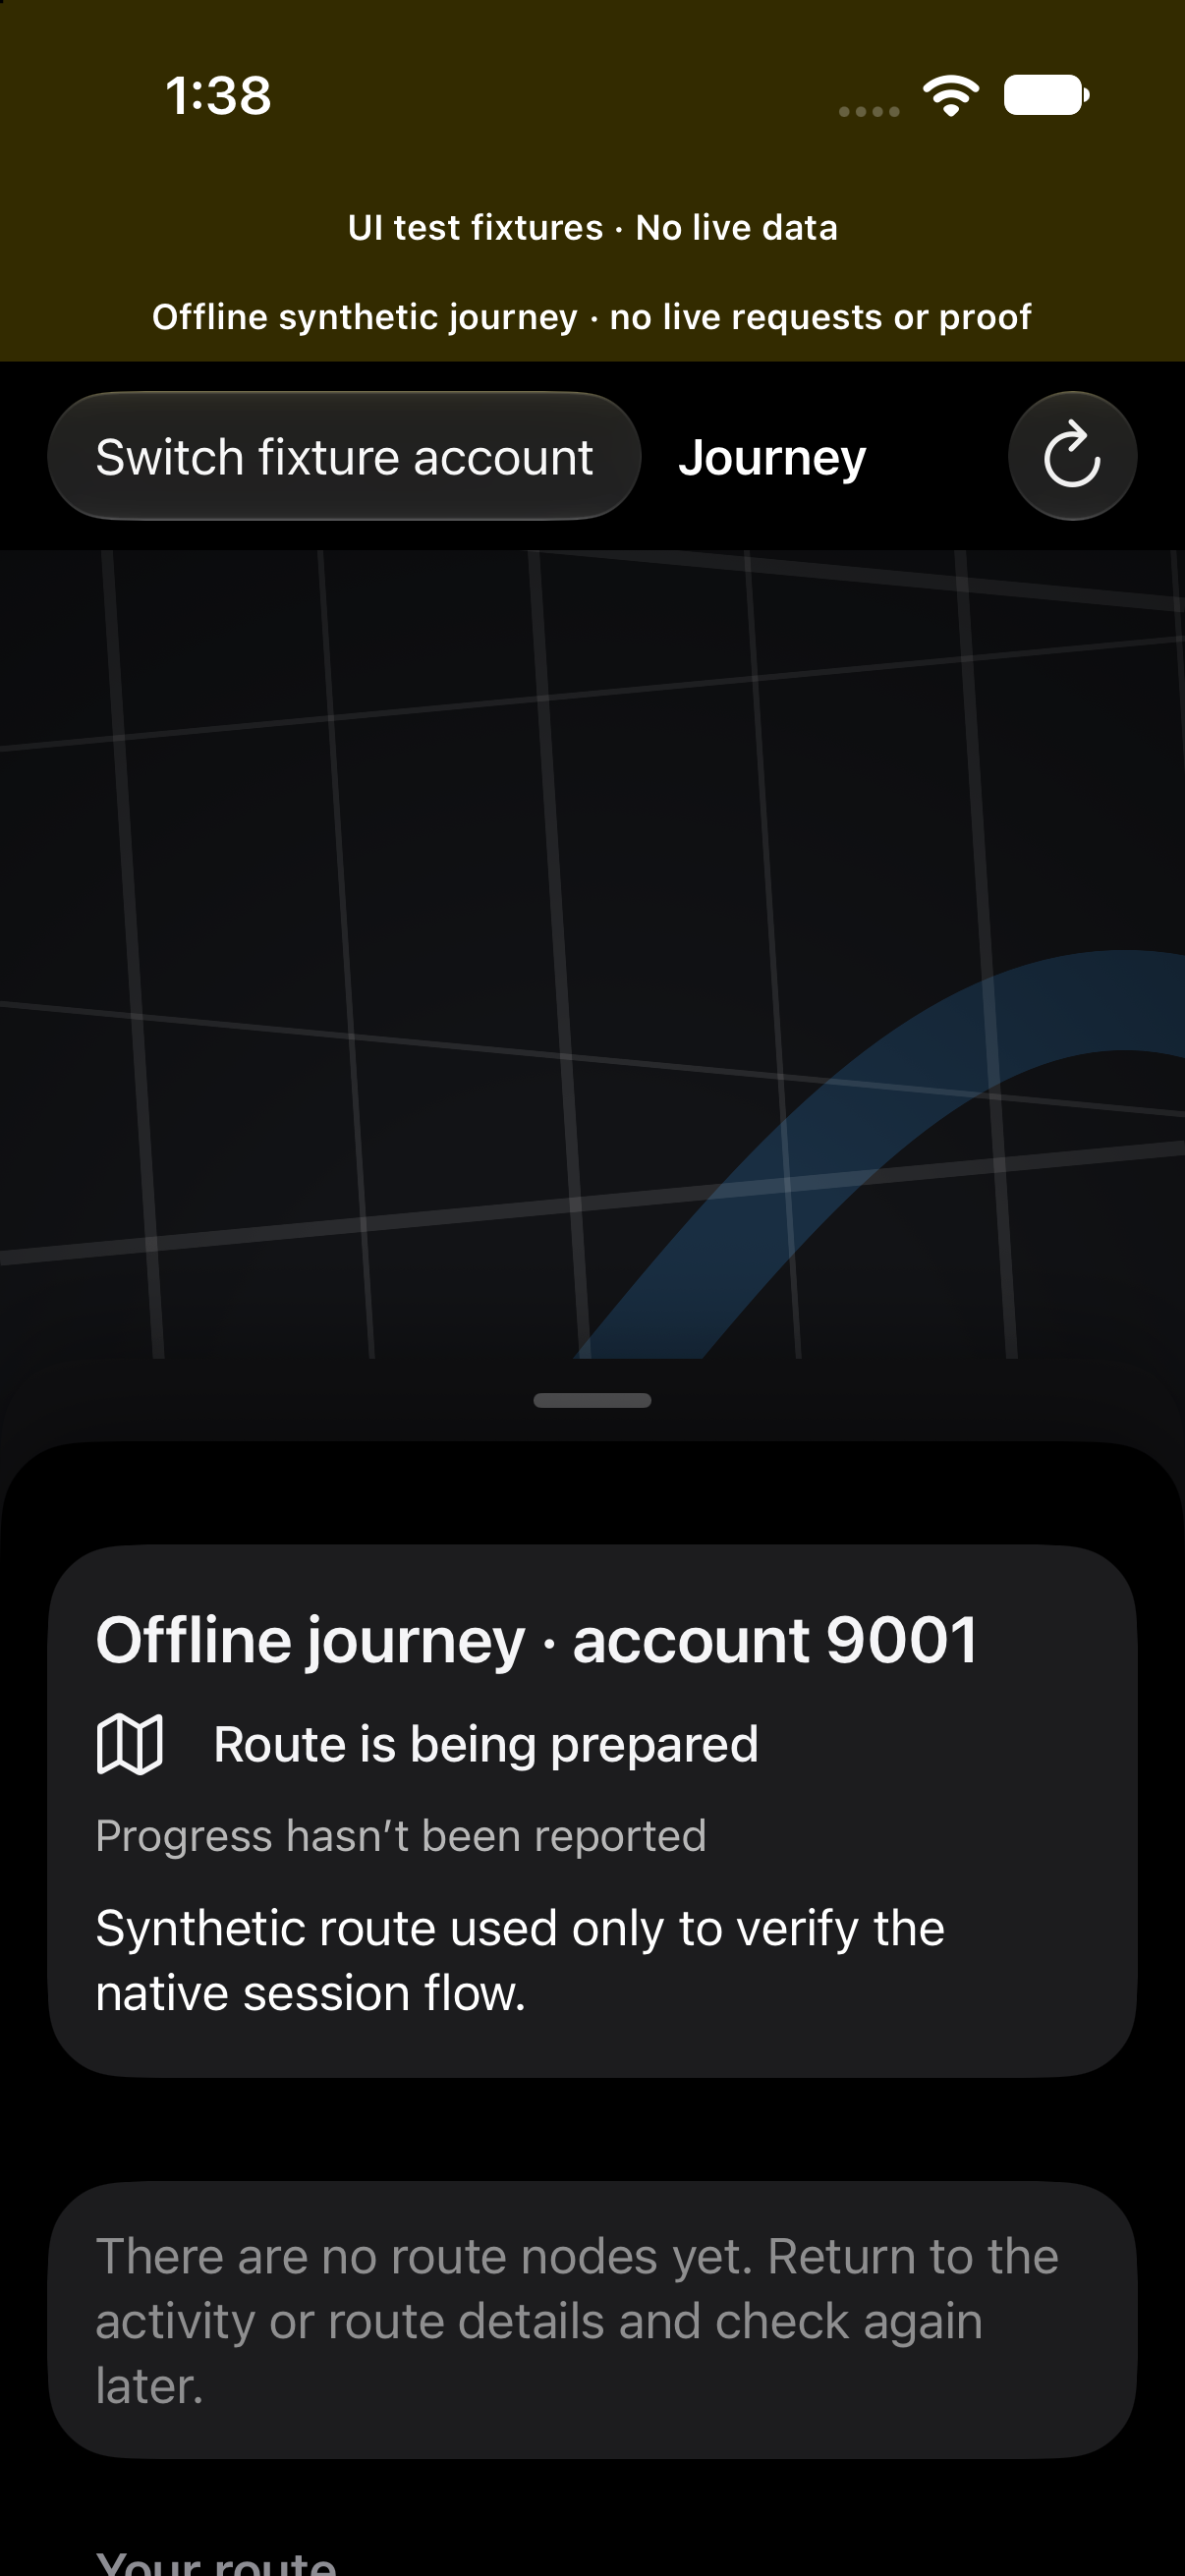 1:38
UI test fixtures · No live data
Offline synthetic journey · no live requests or proof
Switch fixture account
Journey
Offline journey · account 9001
Route is being prepared
Progress hasn’t been reported
Synthetic route used only to verify the
native session flow.
There are no route nodes yet. Return to the
activity or route details and check again
later.
Your route